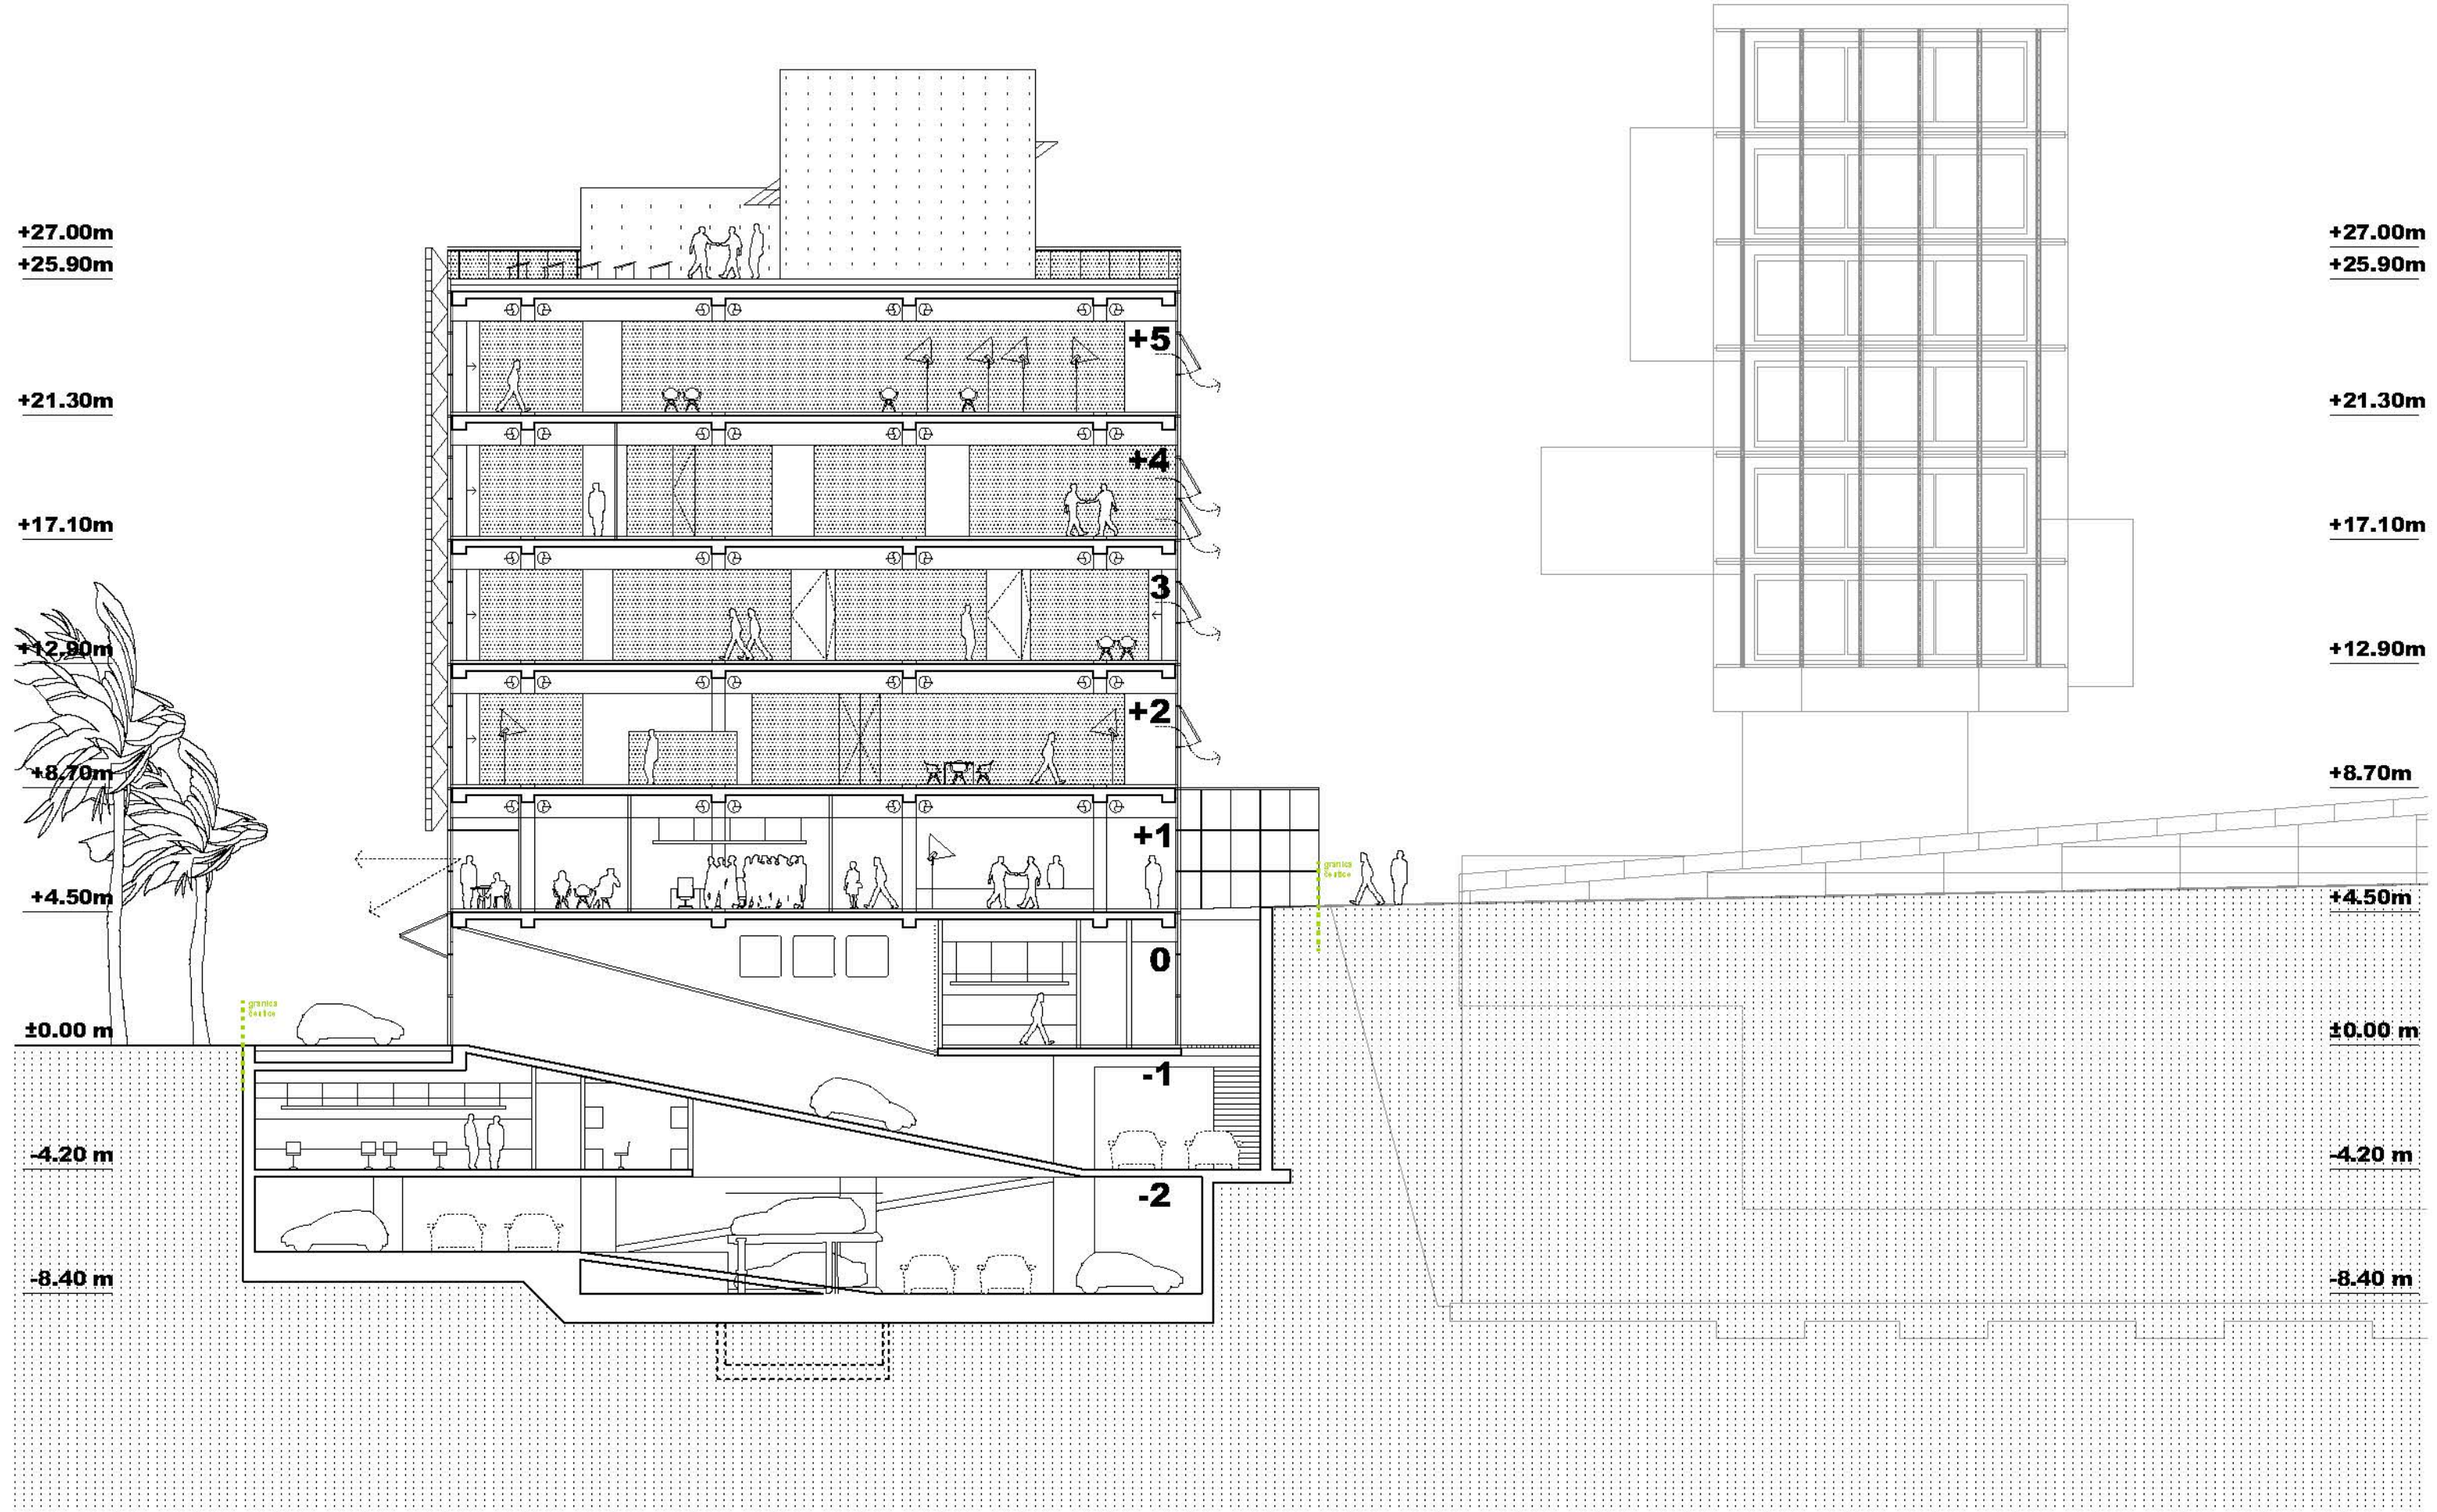 +27.00m
+27.00m
+25.90m
+25.90m
+5
+21.30m
+21.30m
+4
+17.10m
+17.10m
3
+12.90m
+12.90m
+2
+8.70m
+8.70m
+1
granica
+4.50m
+4.50m
0
granica
±0.00 m
±0.00 m
-1
-4.20 m
-4.20 m
-2
-8.40 m
-8.40 m